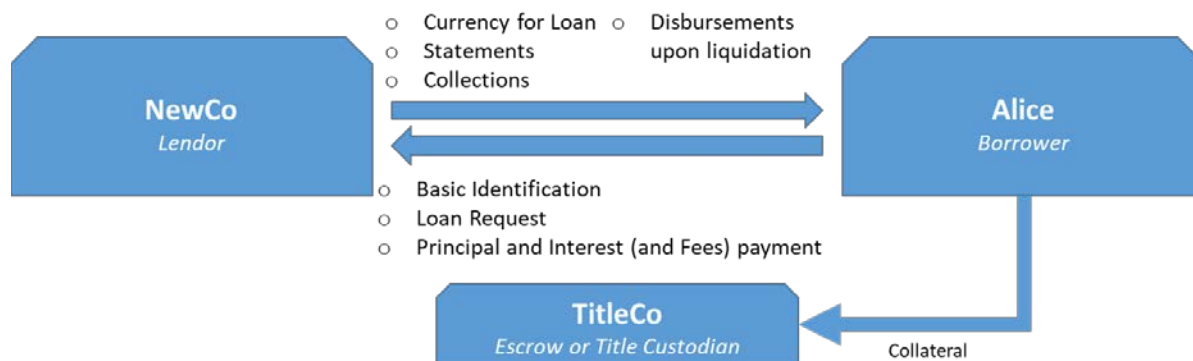 ○ Currency for Loan ○ Disbursements
○ Statements upon liquidation
○ Collections
NewCo
Lendor
Alice
Borrower
○ Basic Identification
○ Loan Request
○ Principal and Interest (and Fees) payment
TitleCo
Escrow or Title Custodian
Collateral